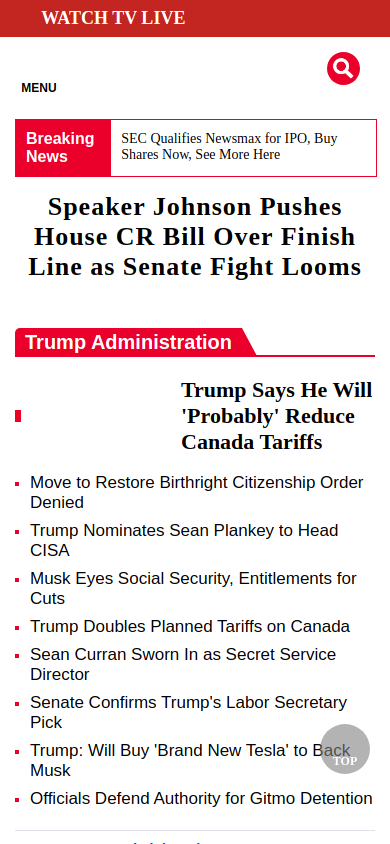 WATCH TV LIVE
MENU
Breaking
News
SEC Qualifies Newsmax for IPO, Buy
Shares Now, See More Here
Speaker Johnson Pushes
House CR Bill Over Finish
Line as Senate Fight Looms
Trump Administration
Trump Says He Will
'Probably' Reduce
Canada Tariffs
Move to Restore Birthright Citizenship Order
Denied
Trump Nominates Sean Plankey to Head
CISA
Musk Eyes Social Security, Entitlements for
Cuts
Trump Doubles Planned Tariffs on Canada
Sean Curran Sworn In as Secret Service
Director
Senate Confirms Trump's Labor Secretary
Pick
Trump: Will Buy 'Brand New Tesla' to Back
Musk
TOP
Officials Defend Authority for Gitmo Detention